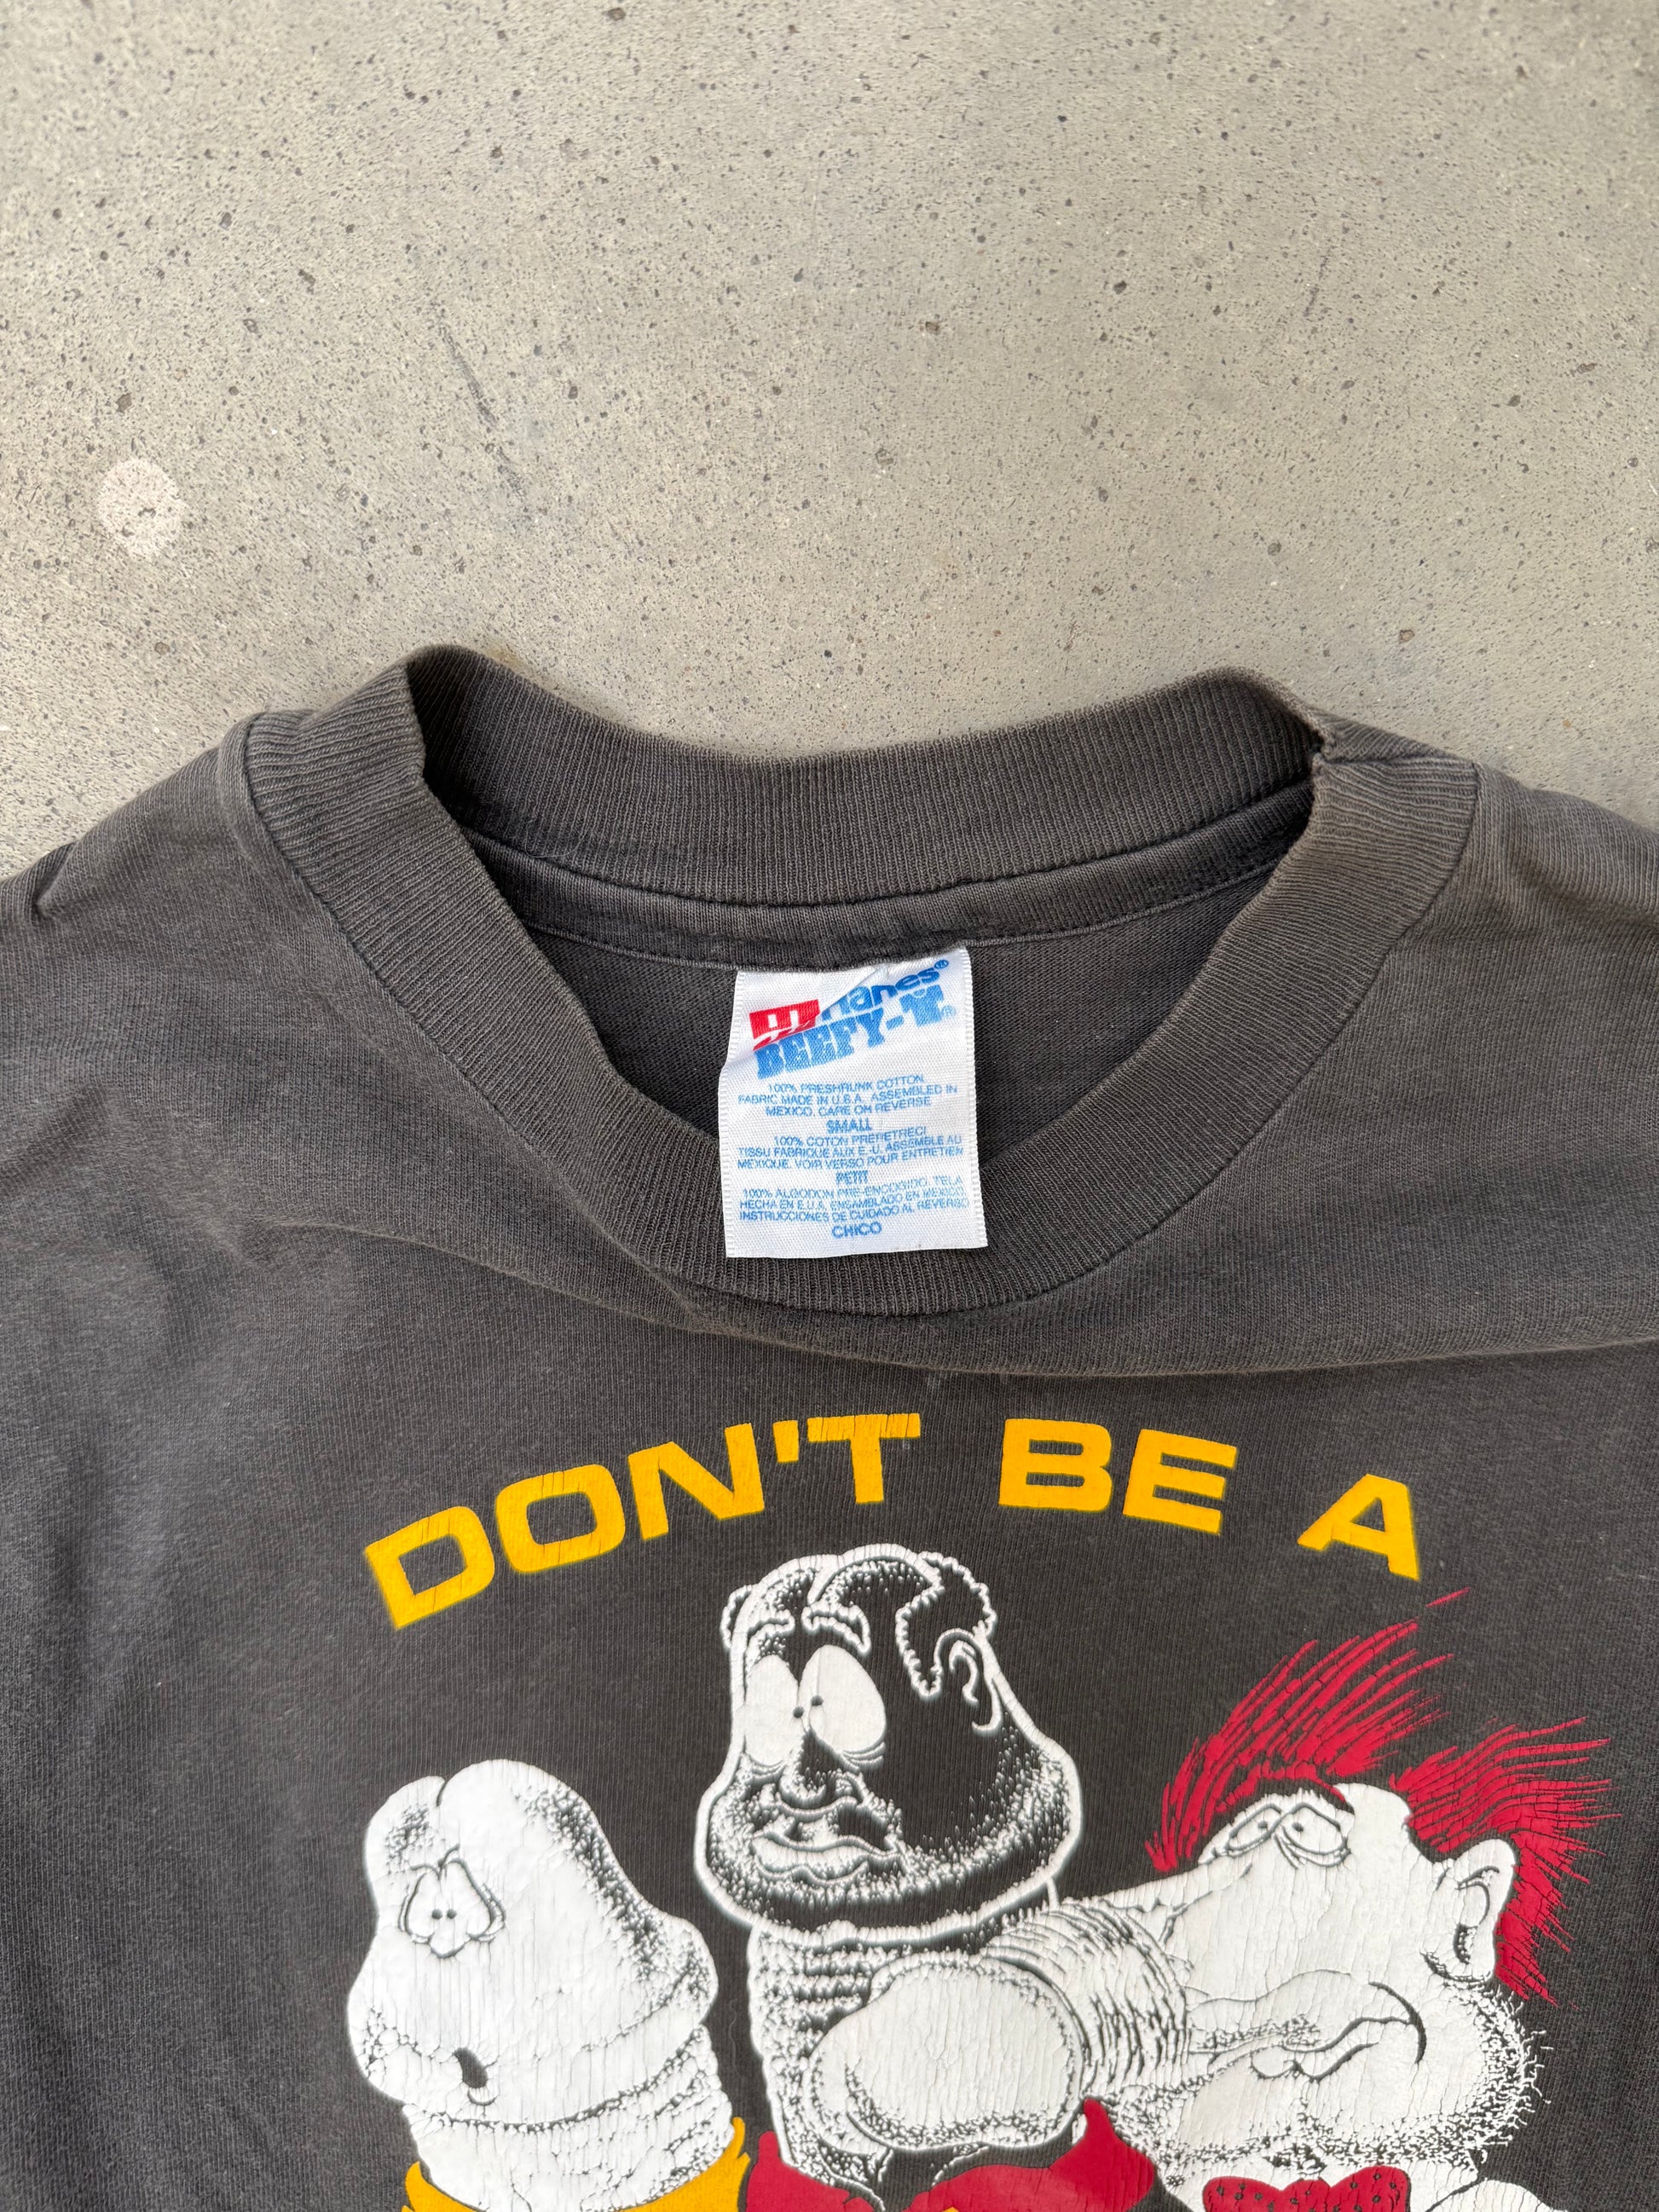 Hanes®
BEEFY-T®
100% PRESHRUNK COTTON.
FABRIC MADE IN U.S.A. ASSEMBLED IN
MEXICO. CARE ON REVERSE
SMALL
100% COTON PRERETRECI
TISSU FABRIQUE AUX E.-U. ASSEMBLE AU
MEXIQUE. VOIR VERSO POUR ENTRETIEN
PETIT
100% ALGODON PRE-ENCOGIDO. TELA
HECHA EN E.U.A. ENSAMBLADO EN MEXICO.
INSTRUCCIONES DE CUIDADO AL REVERSO
CHICO
DON'T BE A